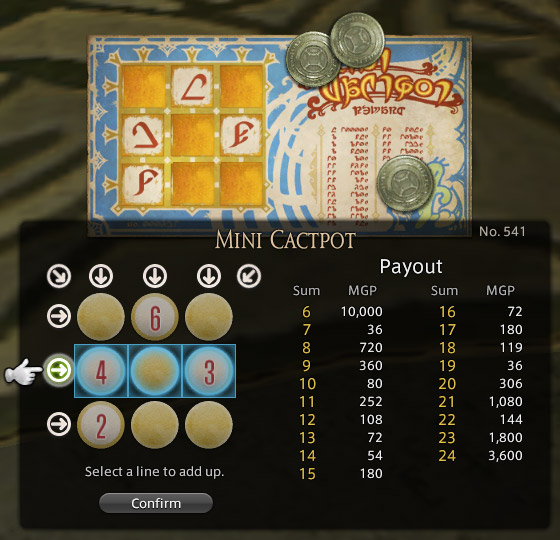 MINI CACTPOT
No. 541
Payout
Sum MGP Sum MGP
6 10,000 16 72
7 36 17 180
8 720 18 119
9 360 19 36
10 80 20 306
11 252 21 1,080
12 108 22 144
13 72 23 1,800
14 54 24 3,600
15 180
6
4 3
2
Select a line to add up.
Confirm